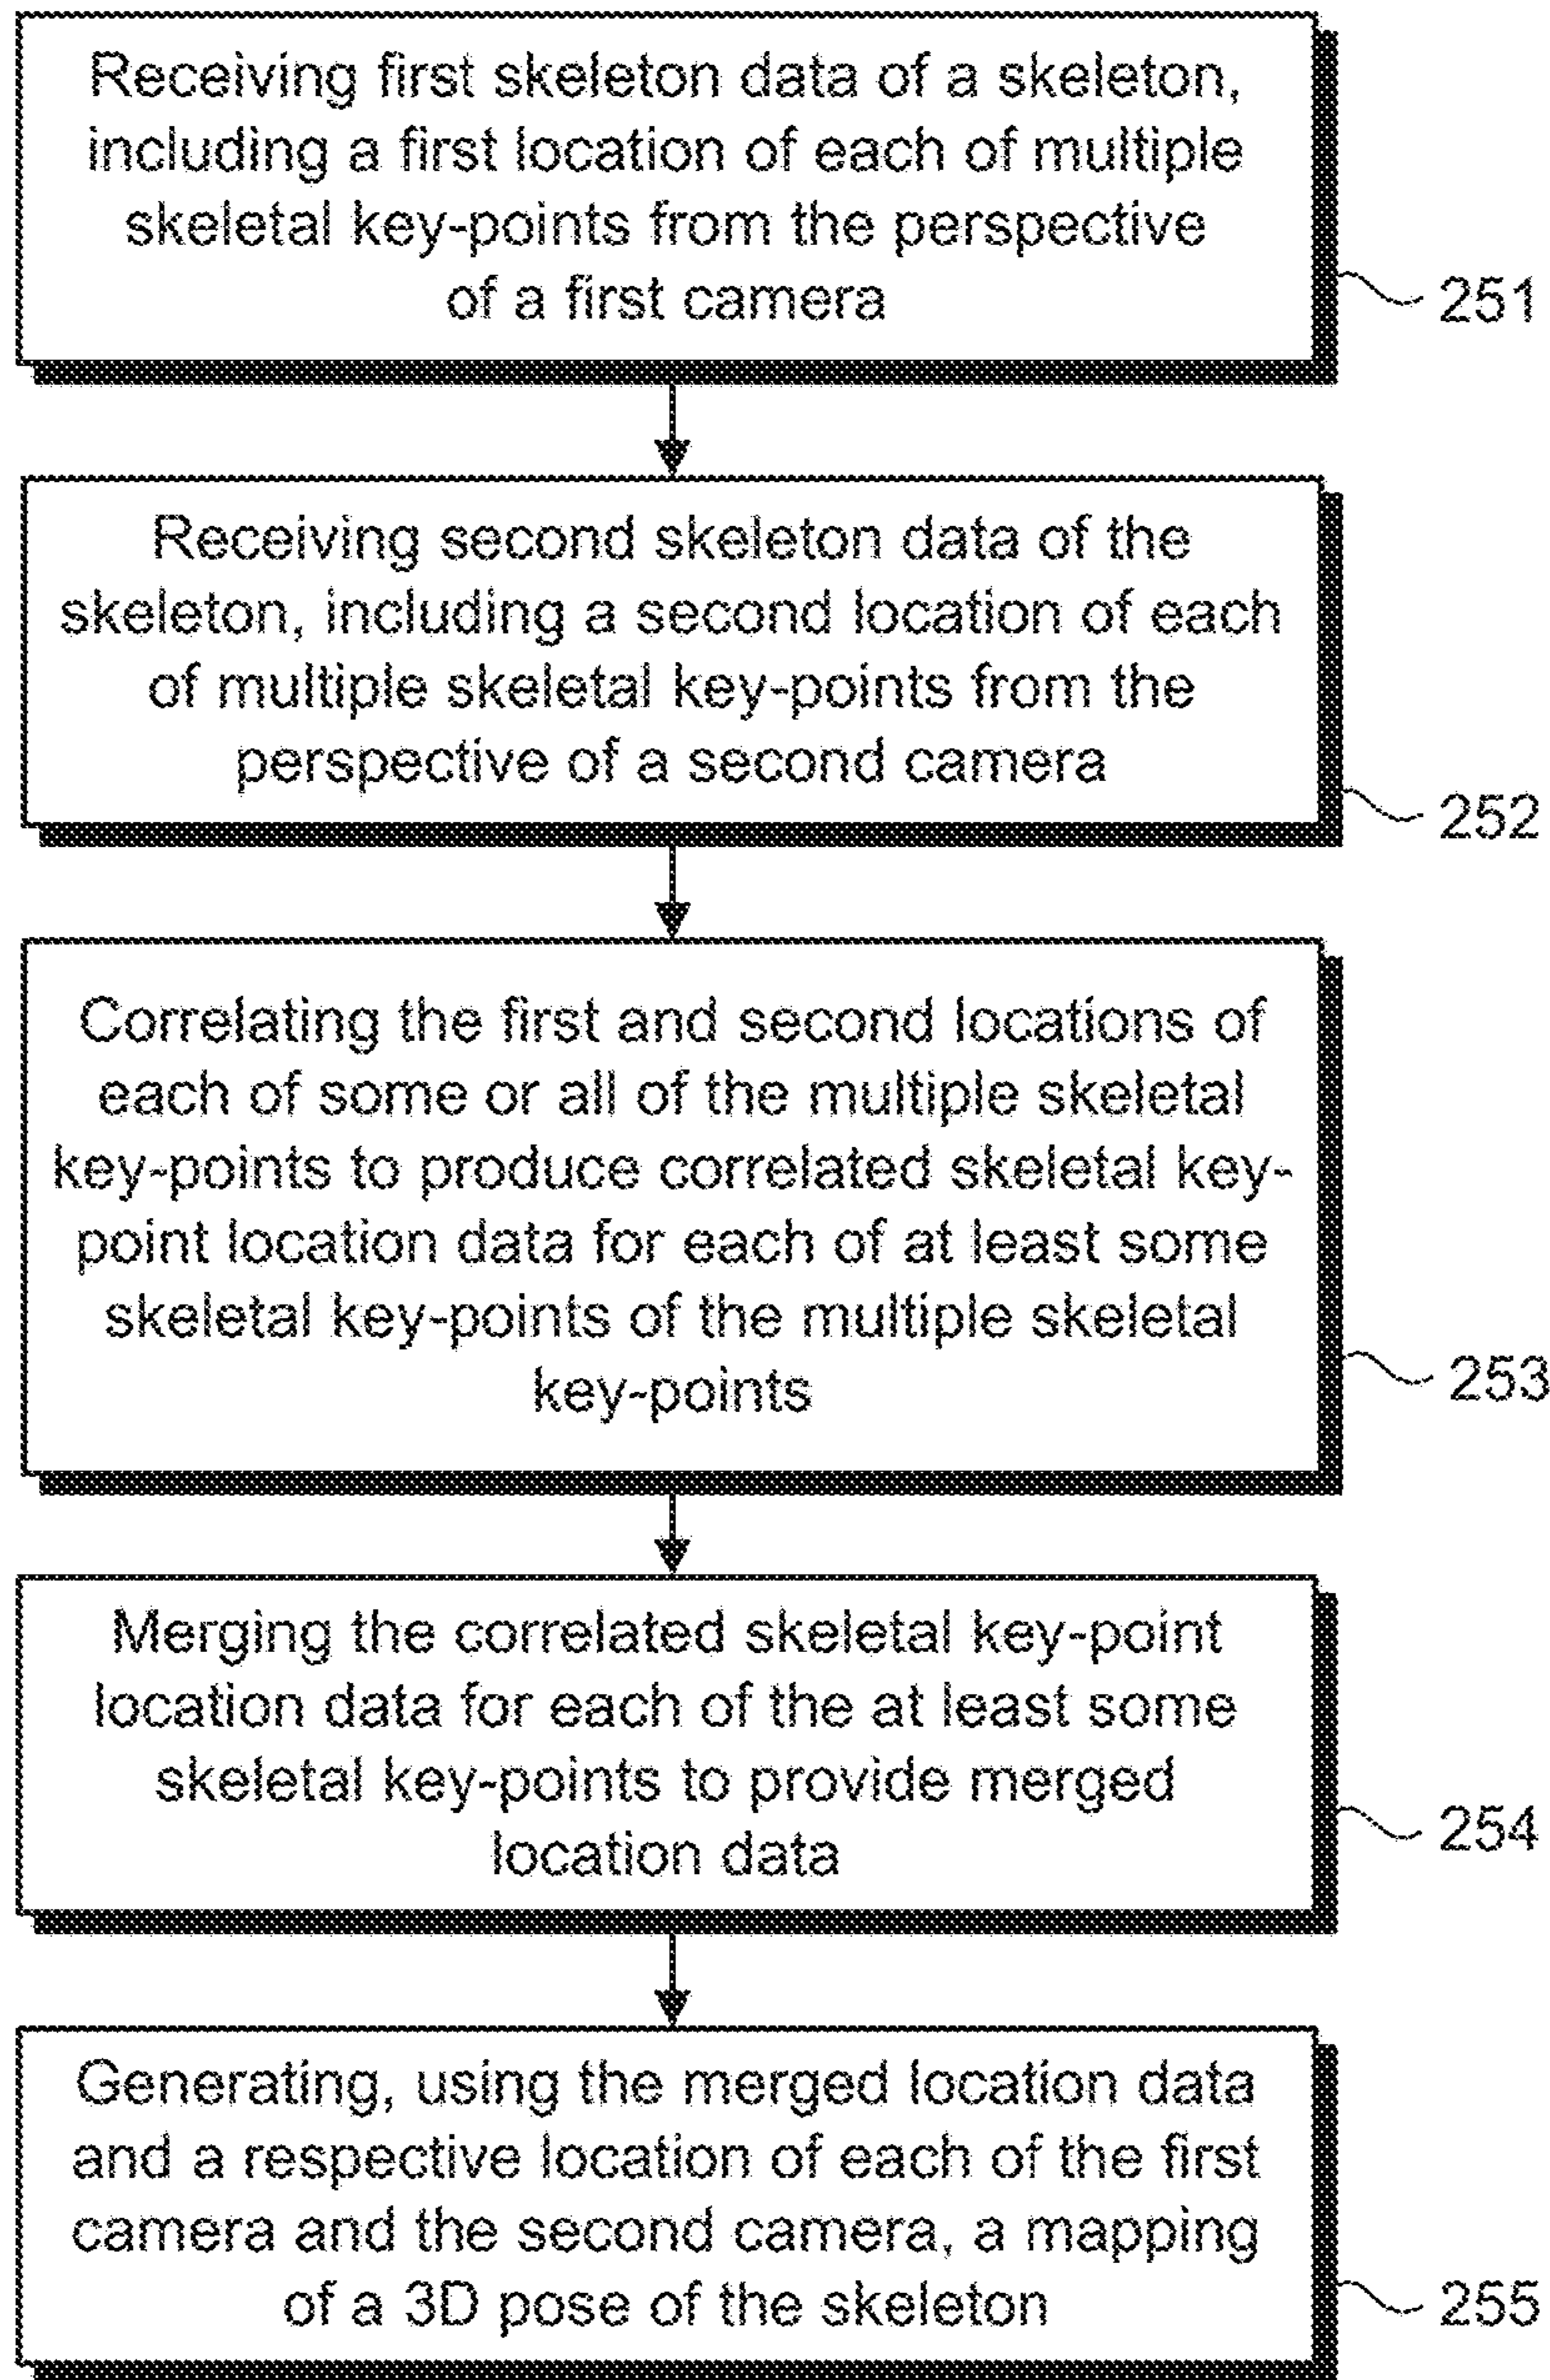 Receiving first skeleton data of a skeleton,
including a first location of each of multiple
skeletal key-points from the perspective
of a first camera
251
Receiving second skeleton data of the
skeleton, including a second location of each
of multiple skeletal key-points from the
perspective of a second camera
252
Correlating the first and second locations of
each of some or all of the multiple skeletal
key-points to produce correlated skeletal key-
point location data for each of at least some
skeletal key-points of the multiple skeletal
key-points
253
Merging the correlated skeletal key-point
location data for each of the at least some
skeletal key-points to provide merged
location data
254
Generating, using the merged location data
and a respective location of each of the first
camera and the second camera, a mapping
of a 3D pose of the skeleton
255